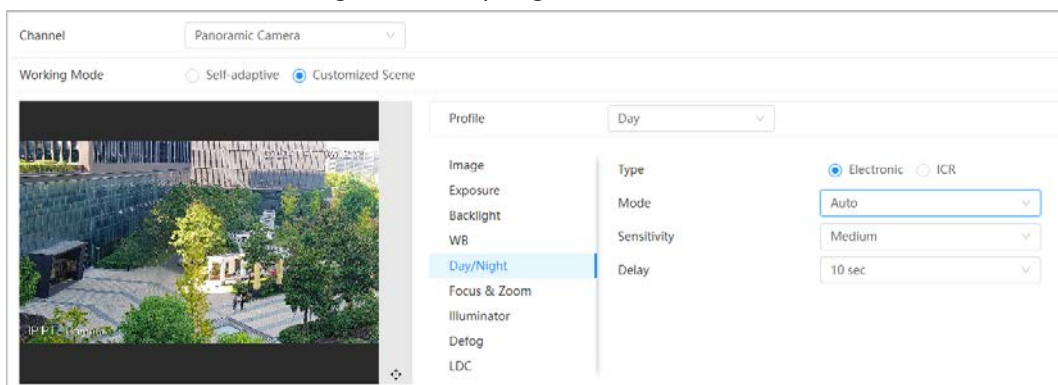 Channel Panoramic Camera
Working Mode Self-adaptive Customized Scene
Profile Day
Image
Exposure
Backlight
WB
Day/Night
Focus & Zoom
Illuminator
Defog
LDC
Type Electronic ICR
Mode Auto
Sensitivity Medium
Delay 10 sec